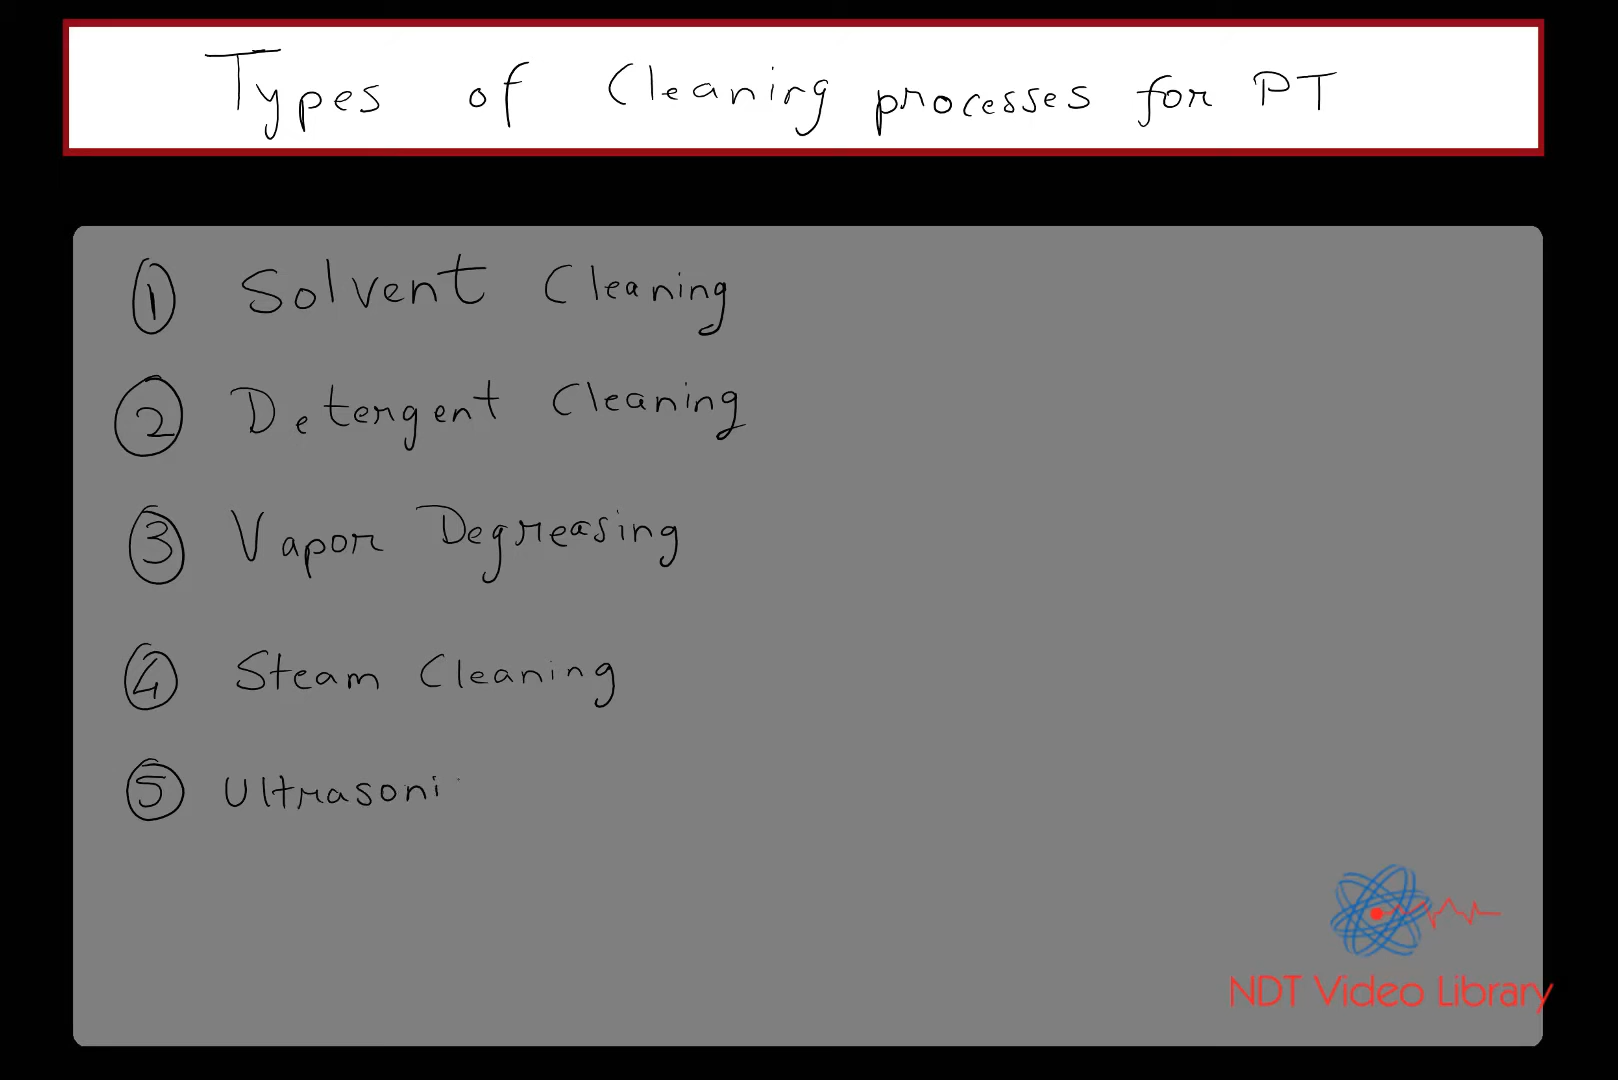 Types of Cleaning processes for PT
① Solvent Cleaning
② Detergent Cleaning
③ Vapor Degreasing
④ Steam Cleaning
⑤ Ultrasoni
NDT Video Library